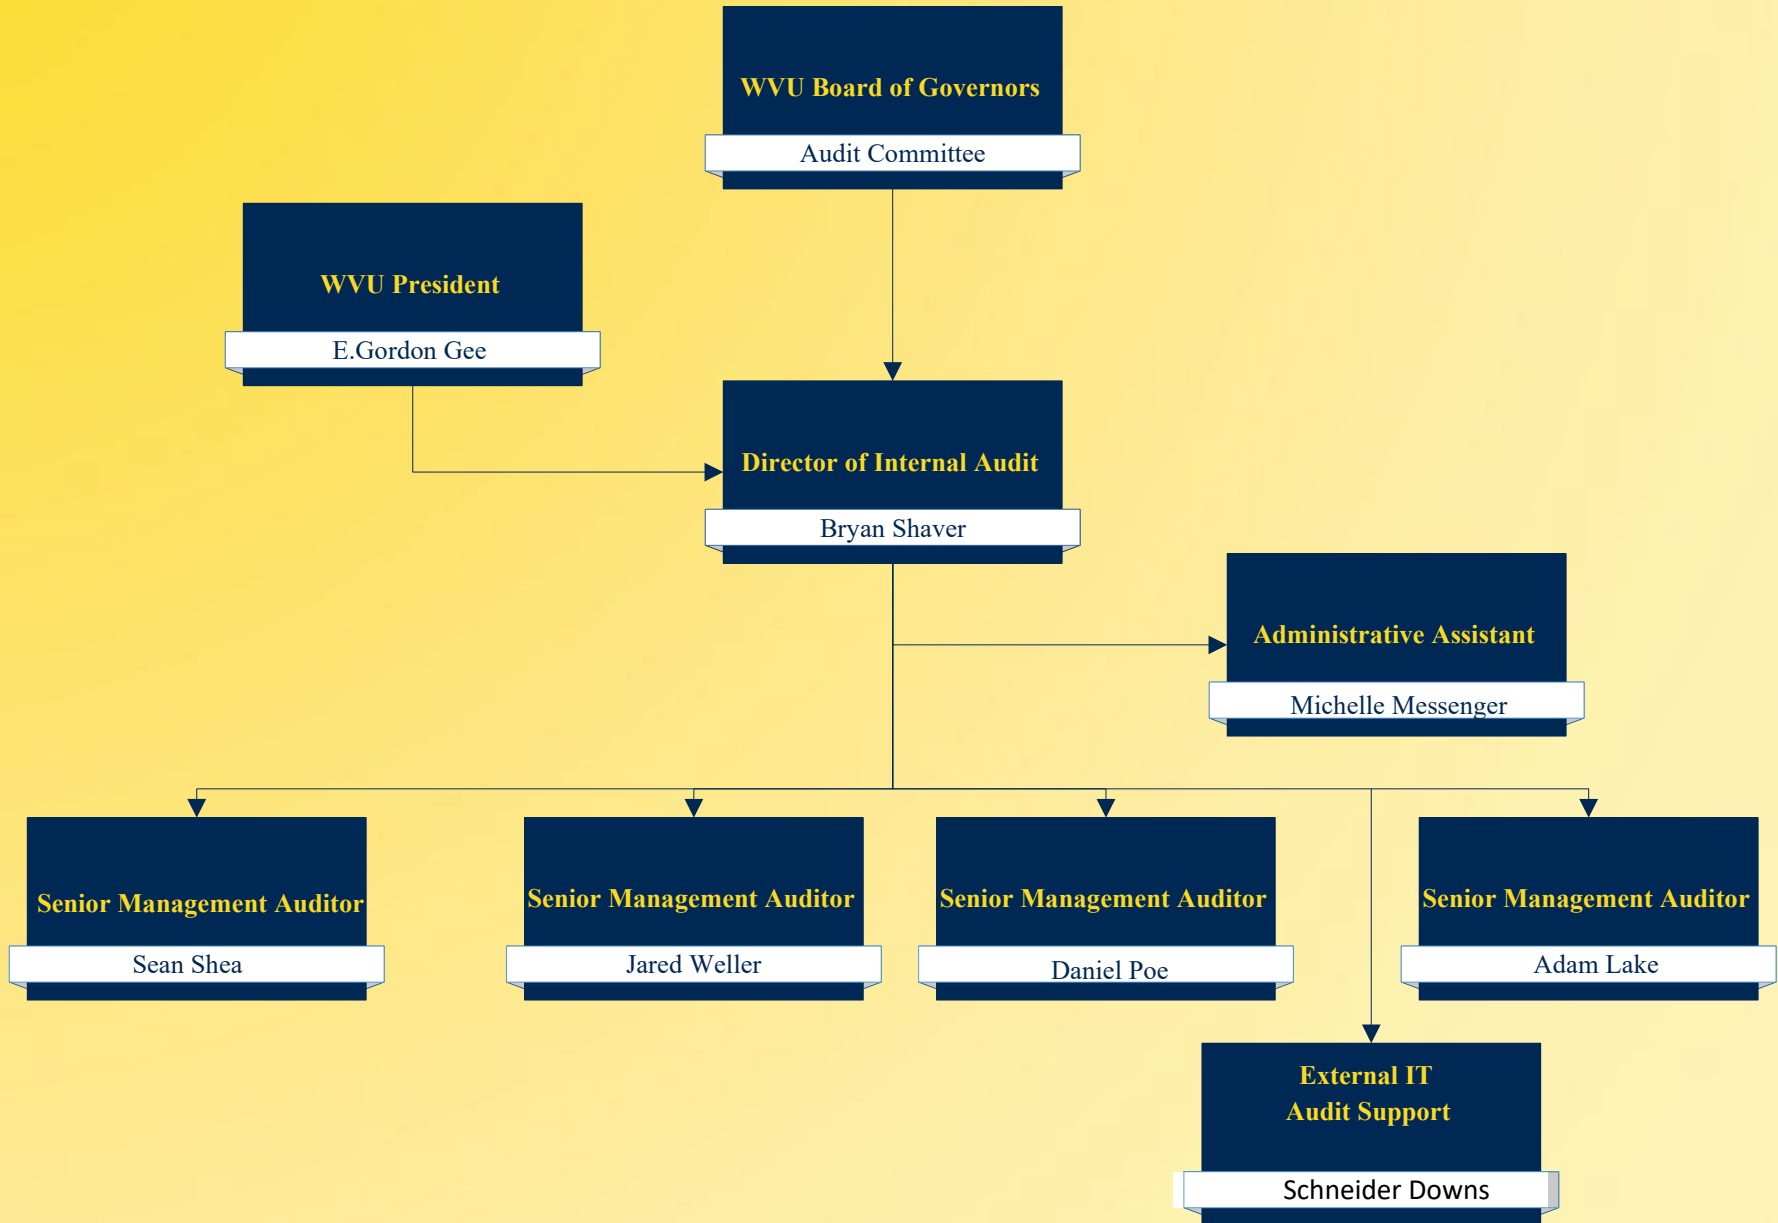 WVU Board of Governors
Audit Committee
WVU President
E.Gordon Gee
Director of Internal Audit
Bryan Shaver
Administrative Assistant
Michelle Messenger
Senior Management Auditor
Sean Shea
Senior Management Auditor
Jared Weller
Senior Management Auditor
Daniel Poe
Senior Management Auditor
Adam Lake
External IT
Audit Support
Schneider Downs